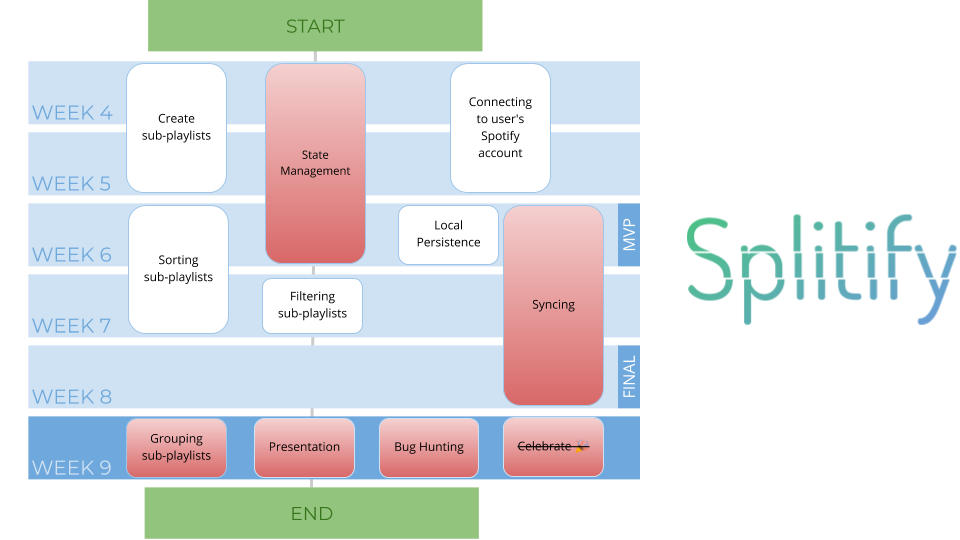 START
WEEK 4
Create
sub-playlists
State
Management
Connecting
to user's
Spotify
account
WEEK 5
WEEK 6
Sorting
sub-playlists
Local
Persistence
Syncing
MVP
WEEK 7
Filtering
sub-playlists
WEEK 8
FINAL
WEEK 9
Grouping
sub-playlists
Presentation
Bug Hunting
Celebrate 🎉
END
Splitify